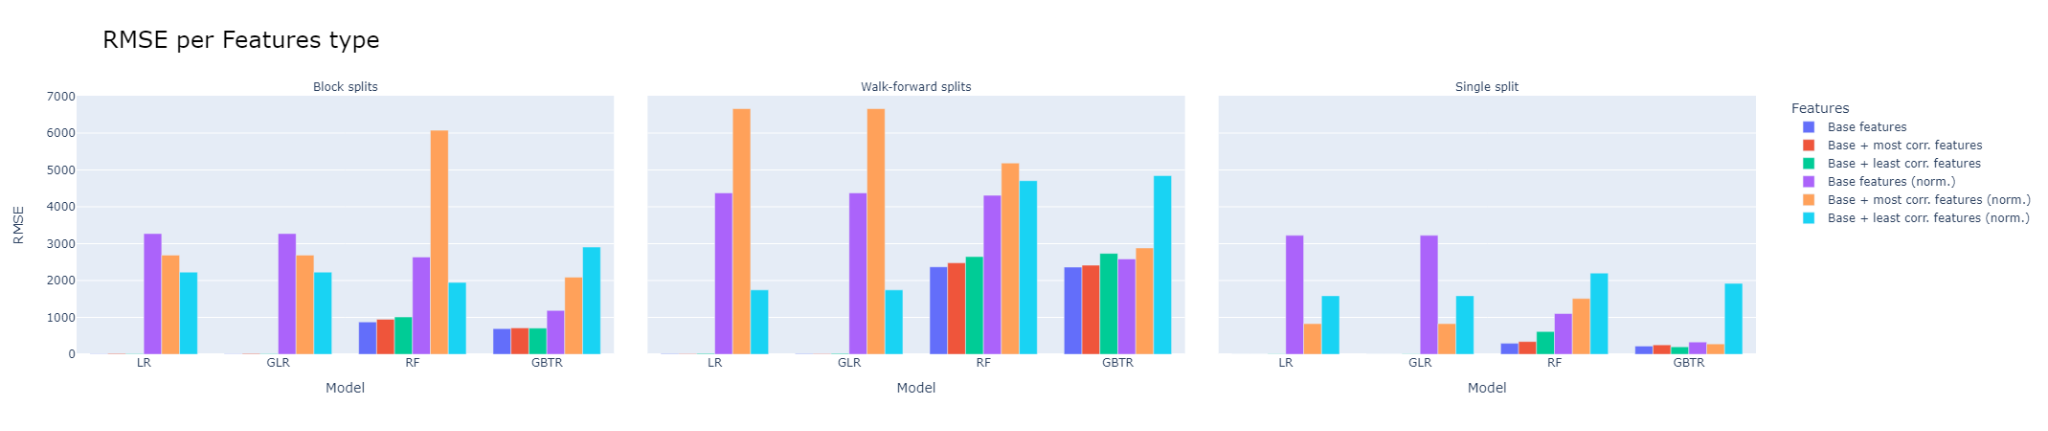 RMSE per Features type
Block splits
Walk-forward splits
Single split
7000
6000
5000
4000
3000
2000
1000
0
RMSE
LR
GLR
RF
GBTR
LR
GLR
RF
GBTR
LR
GLR
RF
GBTR
Model
Model
Model
Features
Base features
Base + most corr. features
Base + least corr. features
Base features (norm.)
Base + most corr. features (norm.)
Base + least corr. features (norm.)